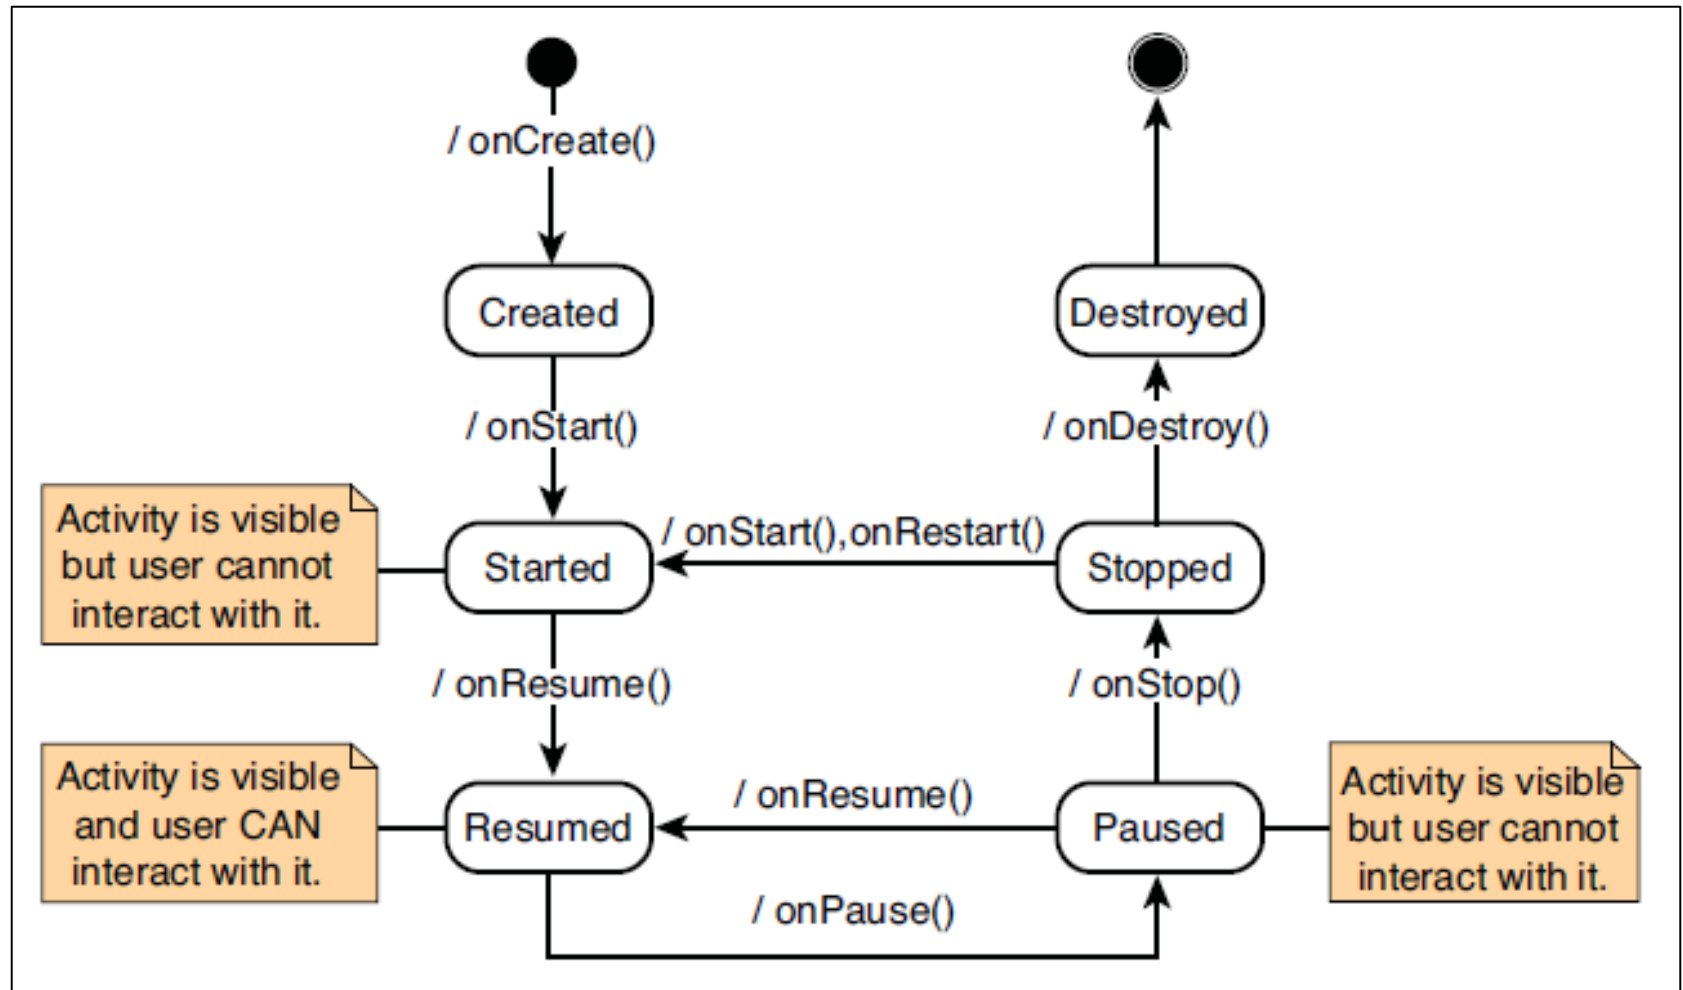 / onCreate()
Created
Destroyed
/ onStart()
/ onDestroy()
Activity is visible
but user cannot
interact with it.
Started
/ onStart(),onRestart()
Stopped
/ onResume()
/ onStop()
Activity is visible
and user CAN
interact with it.
Resumed
/ onResume()
Paused
Activity is visible
but user cannot
interact with it.
/ onPause()